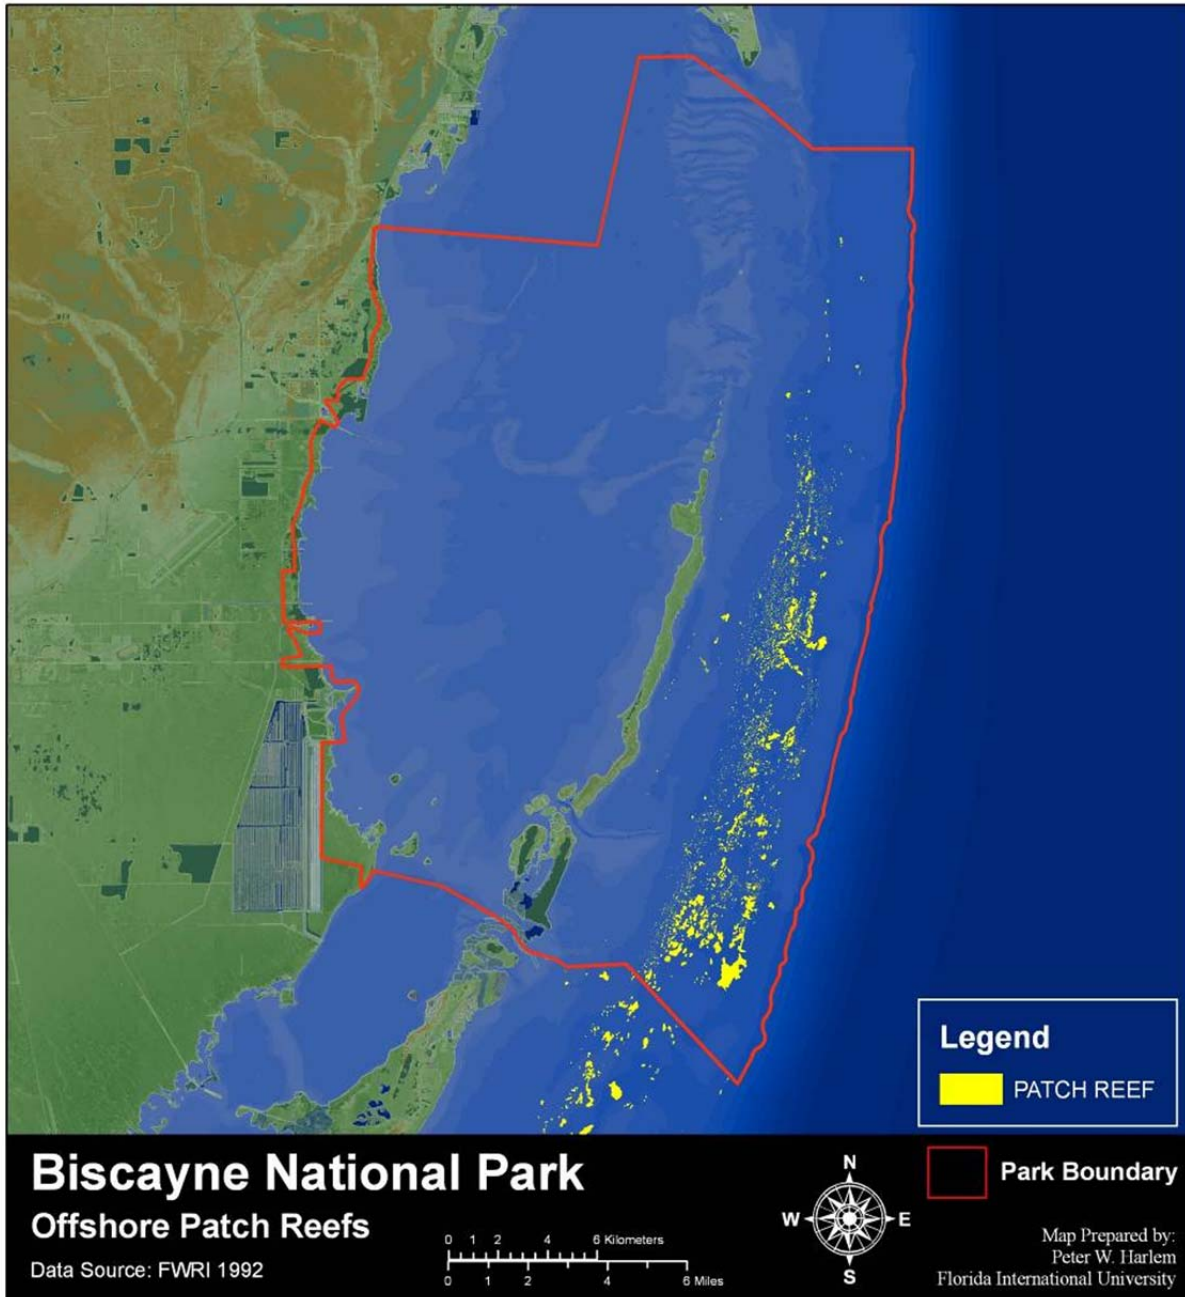 Legend
PATCH REEF
Biscayne National Park
Offshore Patch Reefs
Data Source: FWRI 1992
0 1 2 4 6 Kilometers
0 1 2 4 6 Miles
N
W E
S
Park Boundary
Map Prepared by:
Peter W. Harlem
Florida International University